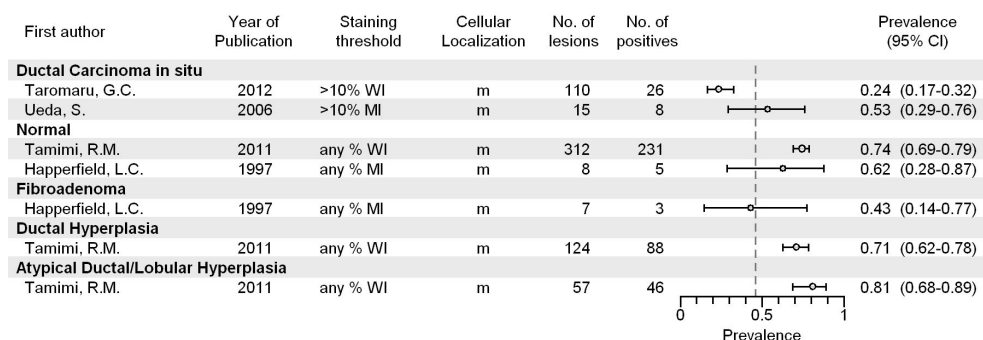 First author Year of Publication Staining threshold Cellular Localization No. of lesions No. of positives Prevalence (95% CI)
Ductal Carcinoma in situ
Taromaru, G.C. 2012 >10% WI m 110 26 0.24 (0.17-0.32)
Ueda, S. 2006 >10% MI m 15 8 0.53 (0.29-0.76)
Normal
Tamimi, R.M. 2011 any % WI m 312 231 0.74 (0.69-0.79)
Happerfield, L.C. 1997 any % MI m 8 5 0.62 (0.28-0.87)
Fibroadenoma
Happerfield, L.C. 1997 any % MI m 7 3 0.43 (0.14-0.77)
Ductal Hyperplasia
Tamimi, R.M. 2011 any % WI m 124 88 0.71 (0.62-0.78)
Atypical Ductal/Lobular Hyperplasia
Tamimi, R.M. 2011 any % WI m 57 46 0.81 (0.68-0.89)
0 0.5 1
Prevalence